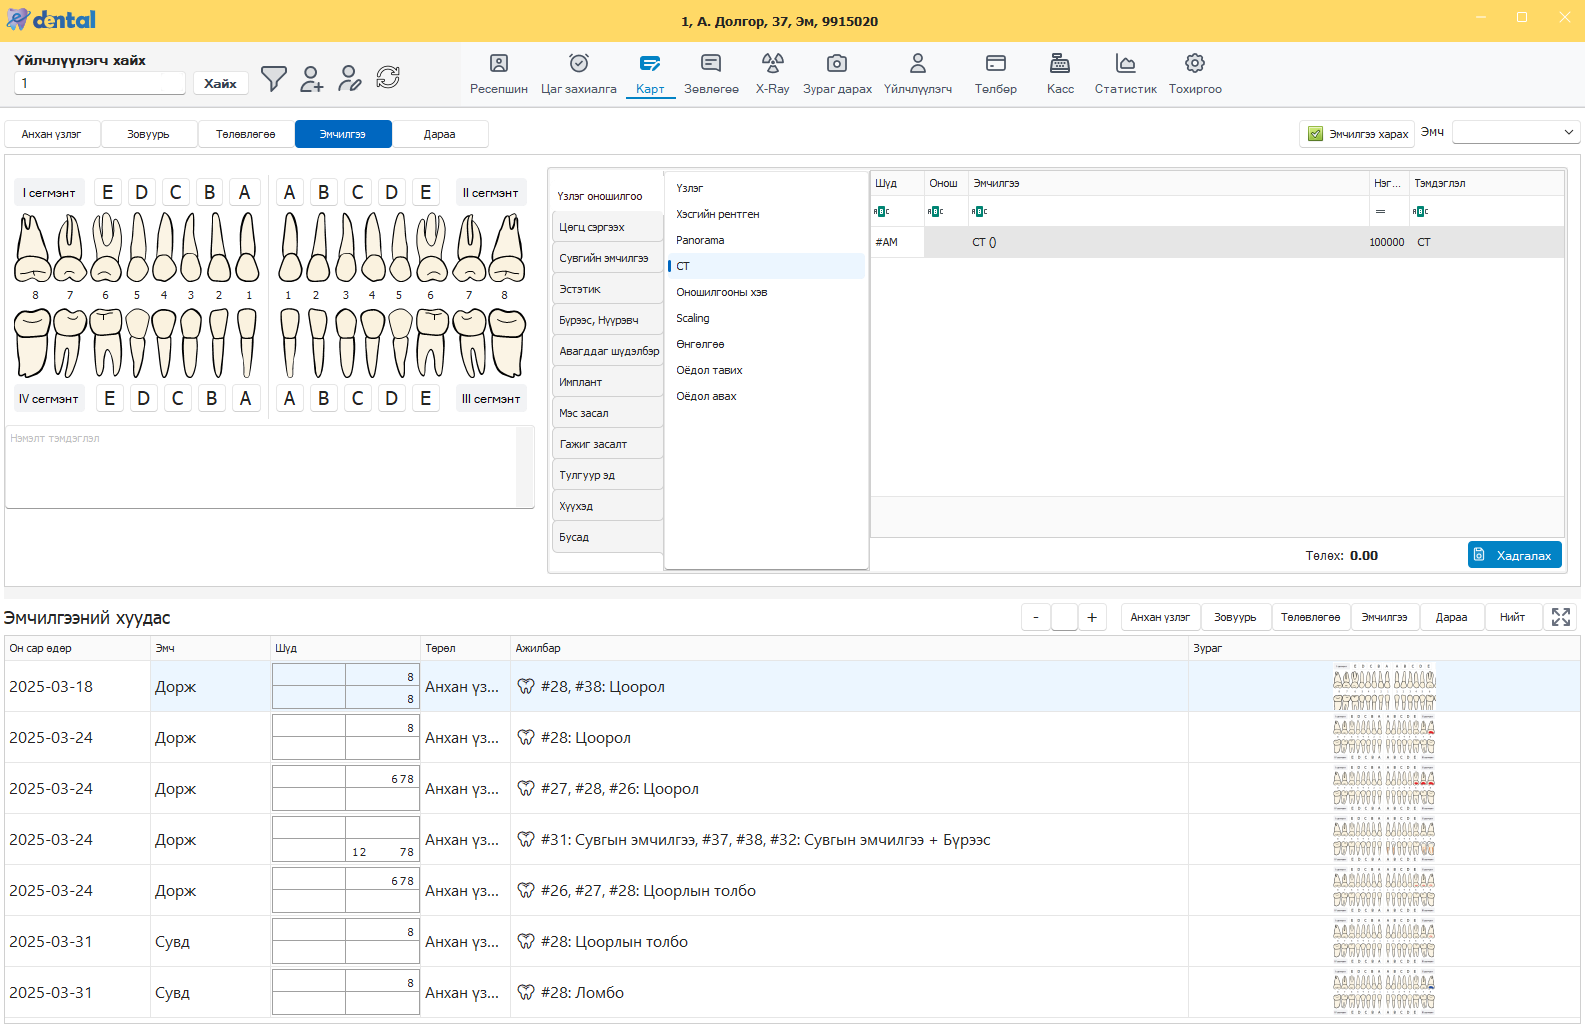 dental
1, А. Долгор, 37, Эм, 9915020
Үйлчлүүлэгч хайх
1
Хайх
Ресепшин
Цаг захиалга
Карт
Зөвлөгөө
X-Ray
Зураг дарах
Үйлчлүүлэгч
Төлбөр
Касс
Статистик
Тохиргоо
Анхан үзлэг
Зовуурь
Төлөвлөгөө
Эмчилгээ
Дараа
Эмчилгээ харах
Эмч
I сегмэнт
E D C B A
A B C D E
II сегмэнт
8 7 6 5 4 3 2 1
1 2 3 4 5 6 7 8
IV сегмэнт
E D C B A
A B C D E
III сегмэнт
Нэмэлт тэмдэглэл
Үзлэг оношилгоо
Цөгц сэргээх
Сувгийн эмчилгээ
Эстэтик
Бүрээс, Нүүрэвч
Авагддаг шүдэлбэр
Имплант
Мэс засал
Гажиг засалт
Тулгуур эд
Хүүхэд
Бусад
Үзлэг
Хэсгийн рентген
Panorama
CT
Оношилгооны хэв
Scaling
Өнгөлгөө
Оёдол тавих
Оёдол авах
Шүд Онош Эмчилгээ Нэг... Тэмдэглэл
ABC ABC ABC = ABC
#AM CT () 100000 CT
Төлөх: 0.00
Хадгалах
Эмчилгээний хуудас
- +
Анхан үзлэг
Зовуурь
Төлөвлөгөө
Эмчилгээ
Дараа
Нийт
Он сар өдөр Эмч Шүд Төрөл Ажилбар Зураг
2025-03-18 Дорж 8 8 Анхан үз... #28, #38: Цоорол
2025-03-24 Дорж 8 Анхан үз... #28: Цоорол
2025-03-24 Дорж 678 Анхан үз... #27, #28, #26: Цоорол
2025-03-24 Дорж 12 78 Анхан үз... #31: Сувгын эмчилгээ, #37, #38, #32: Сувгын эмчилгээ + Бүрээс
2025-03-24 Дорж 678 Анхан үз... #26, #27, #28: Цоорлын толбо
2025-03-31 Сувд 8 Анхан үз... #28: Цоорлын толбо
2025-03-31 Сувд 8 Анхан үз... #28: Ломбо